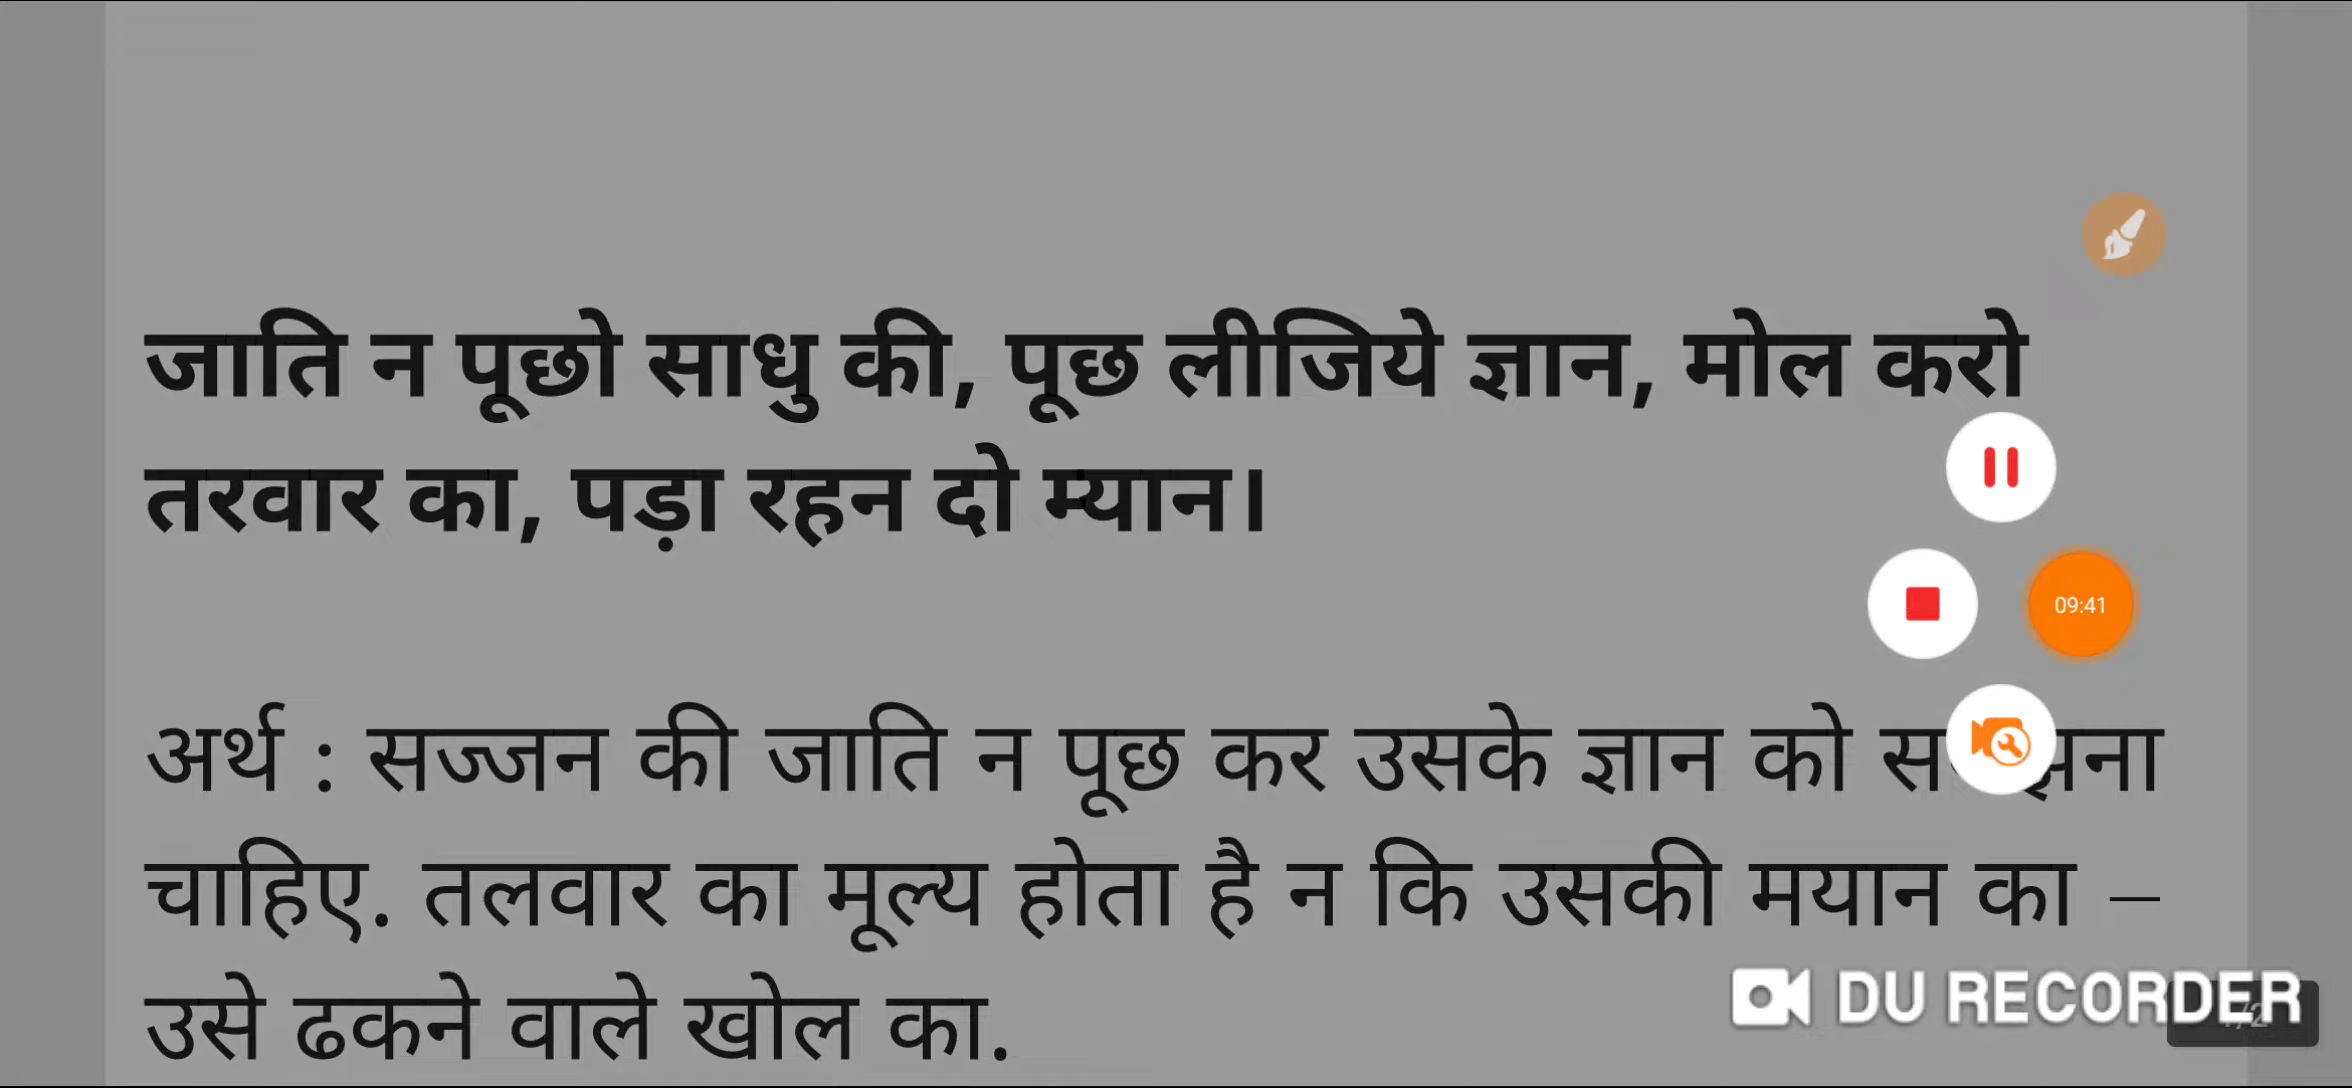 जाति न पूछो साधु की, पूछ लीजिये ज्ञान, मोल करो
तरवार का, पड़ा रहन दो म्यान।
09:41
अर्थ : सज्जन की जाति न पूछ कर उसके ज्ञान को
चाहिए. तलवार का मूल्य होता है न कि उसकी मयान का –
उसे ढकने वाले खोल का.
DU RECORDER